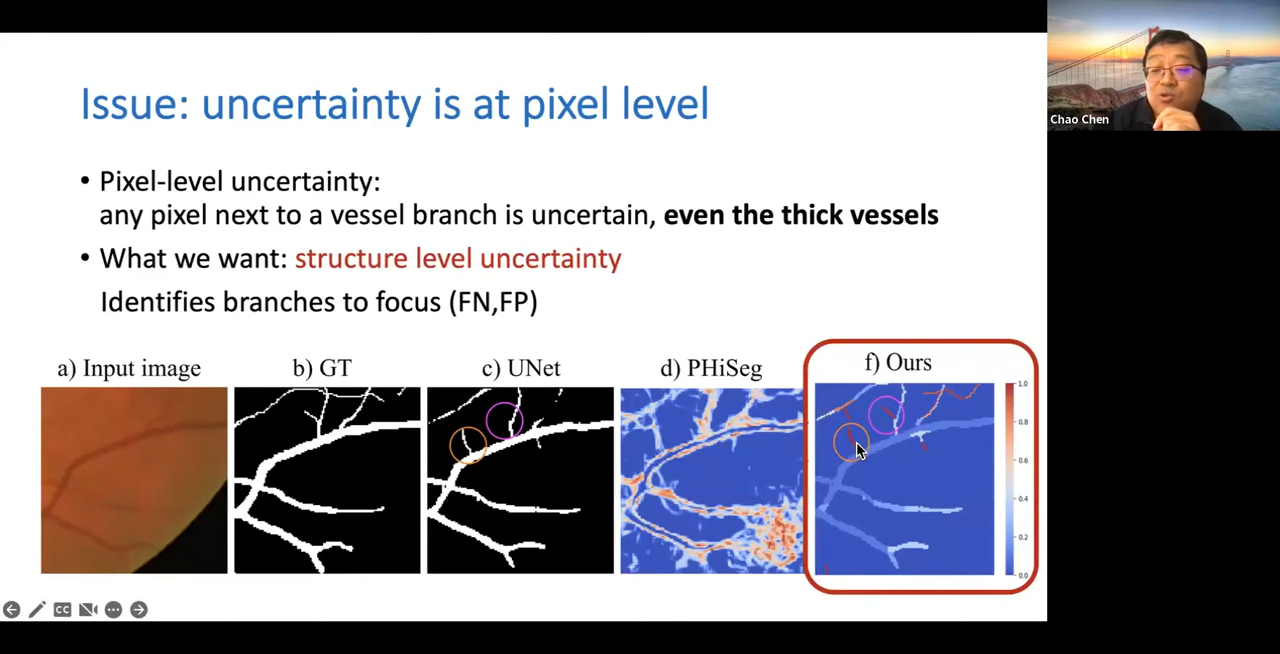 Issue: uncertainty is at pixel level
Chao Chen
• Pixel-level uncertainty:
any pixel next to a vessel branch is uncertain, even the thick vessels
• What we want: structure level uncertainty
Identifies branches to focus (FN,FP)
a) Input image
b) GT
c) UNet
d) PHiSeg
f) Ours
1.0
0.8
0.6
0.4
0.2
0.0
CC